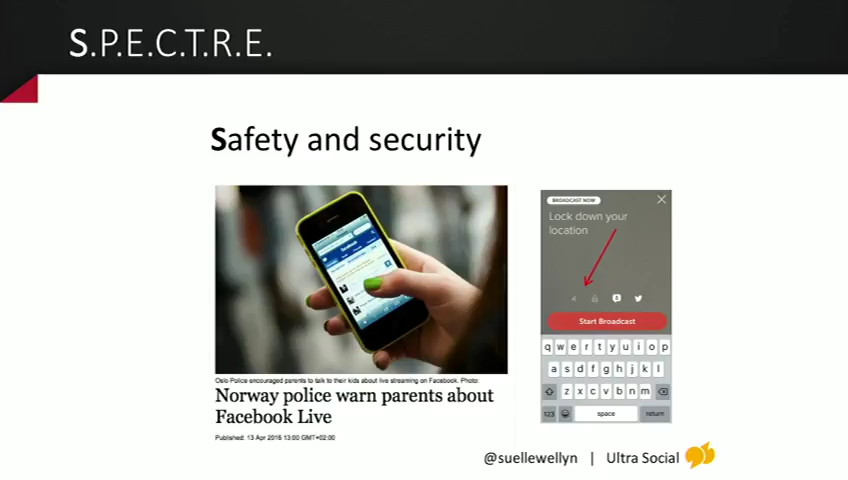 S.P.E.C.T.R.E.
Safety and security
facebook
Oslo Police encouraged parents to talk to their kids about live streaming on Facebook. Photo:
Norway police warn parents about
Facebook Live
Published: 13 Apr 2016 13:00 GMT+02:00
BROADCAST NOW
Lock down your
location
Start Broadcast
q w e r t y u i o p
a s d f g h j k l
z x c v b n m
123 space return
@suellewellyn | Ultra Social